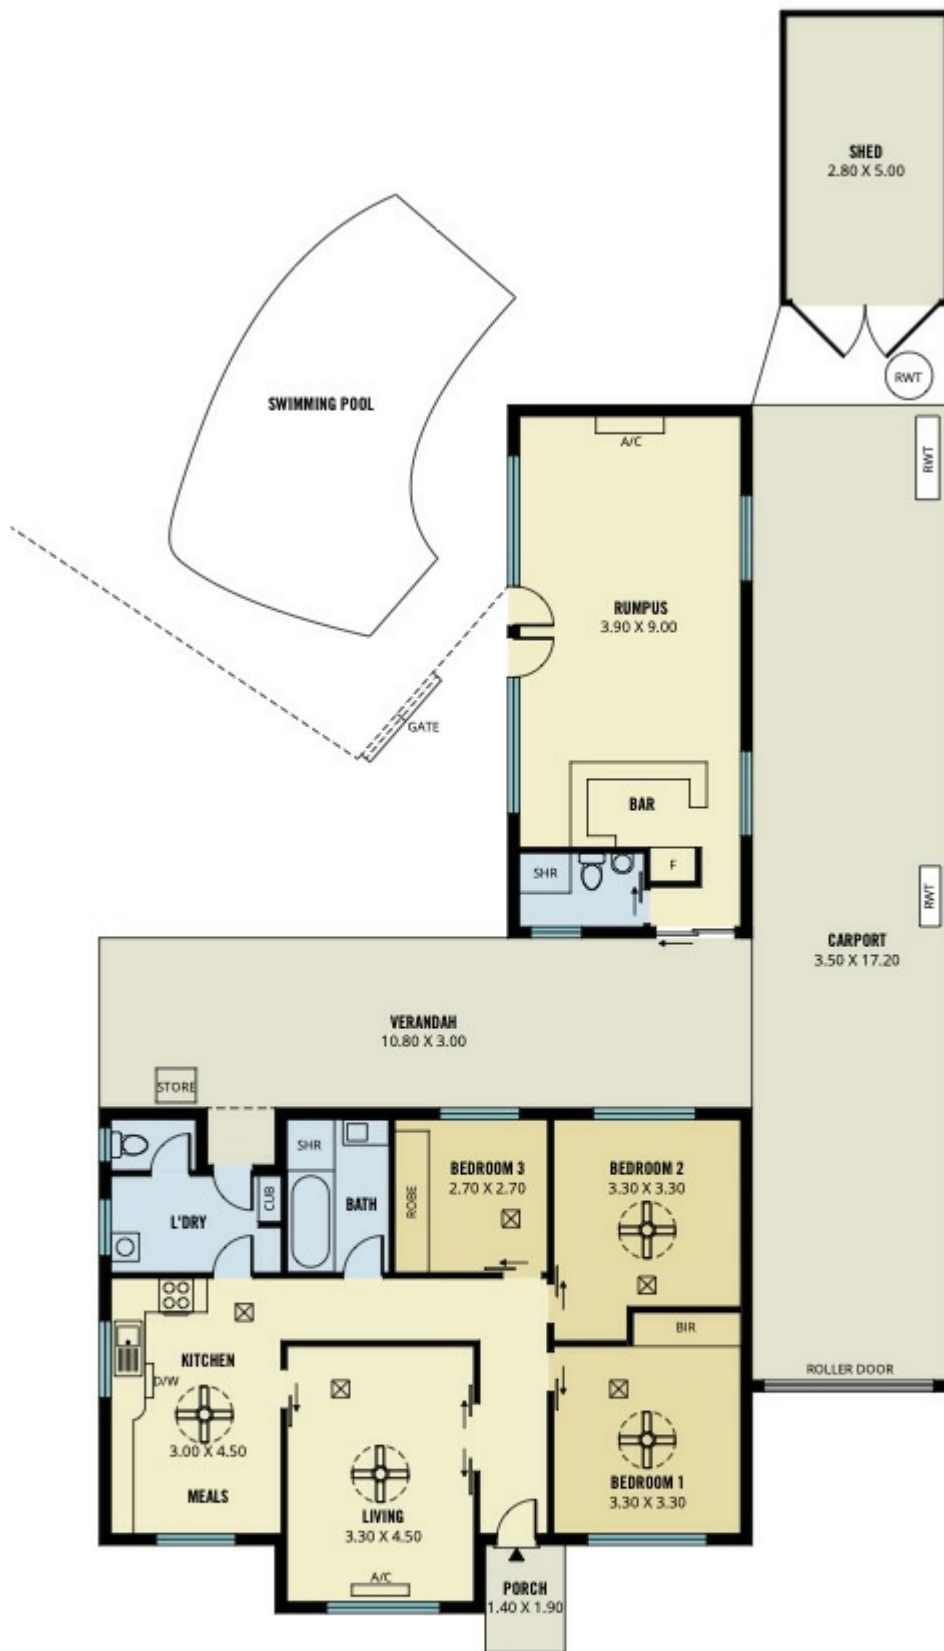 SHED
2.80 X 5.00
RWT
SWIMMING POOL
A/C
RWT
RUMPUS
3.90 X 9.00
GATE
BAR
SHR
F
RWT
CARPORT
3.50 X 17.20
VERANDAH
10.80 X 3.00
STORE
SHR
BATH
CUB
L'DRY
ROBE
BEDROOM 3
2.70 X 2.70
BEDROOM 2
3.30 X 3.30
BIR
ROLLER DOOR
KITCHEN
D/W
3.00 X 4.50
MEALS
LIVING
3.30 X 4.50
A/C
BEDROOM 1
3.30 X 3.30
PORCH
1.40 X 1.90